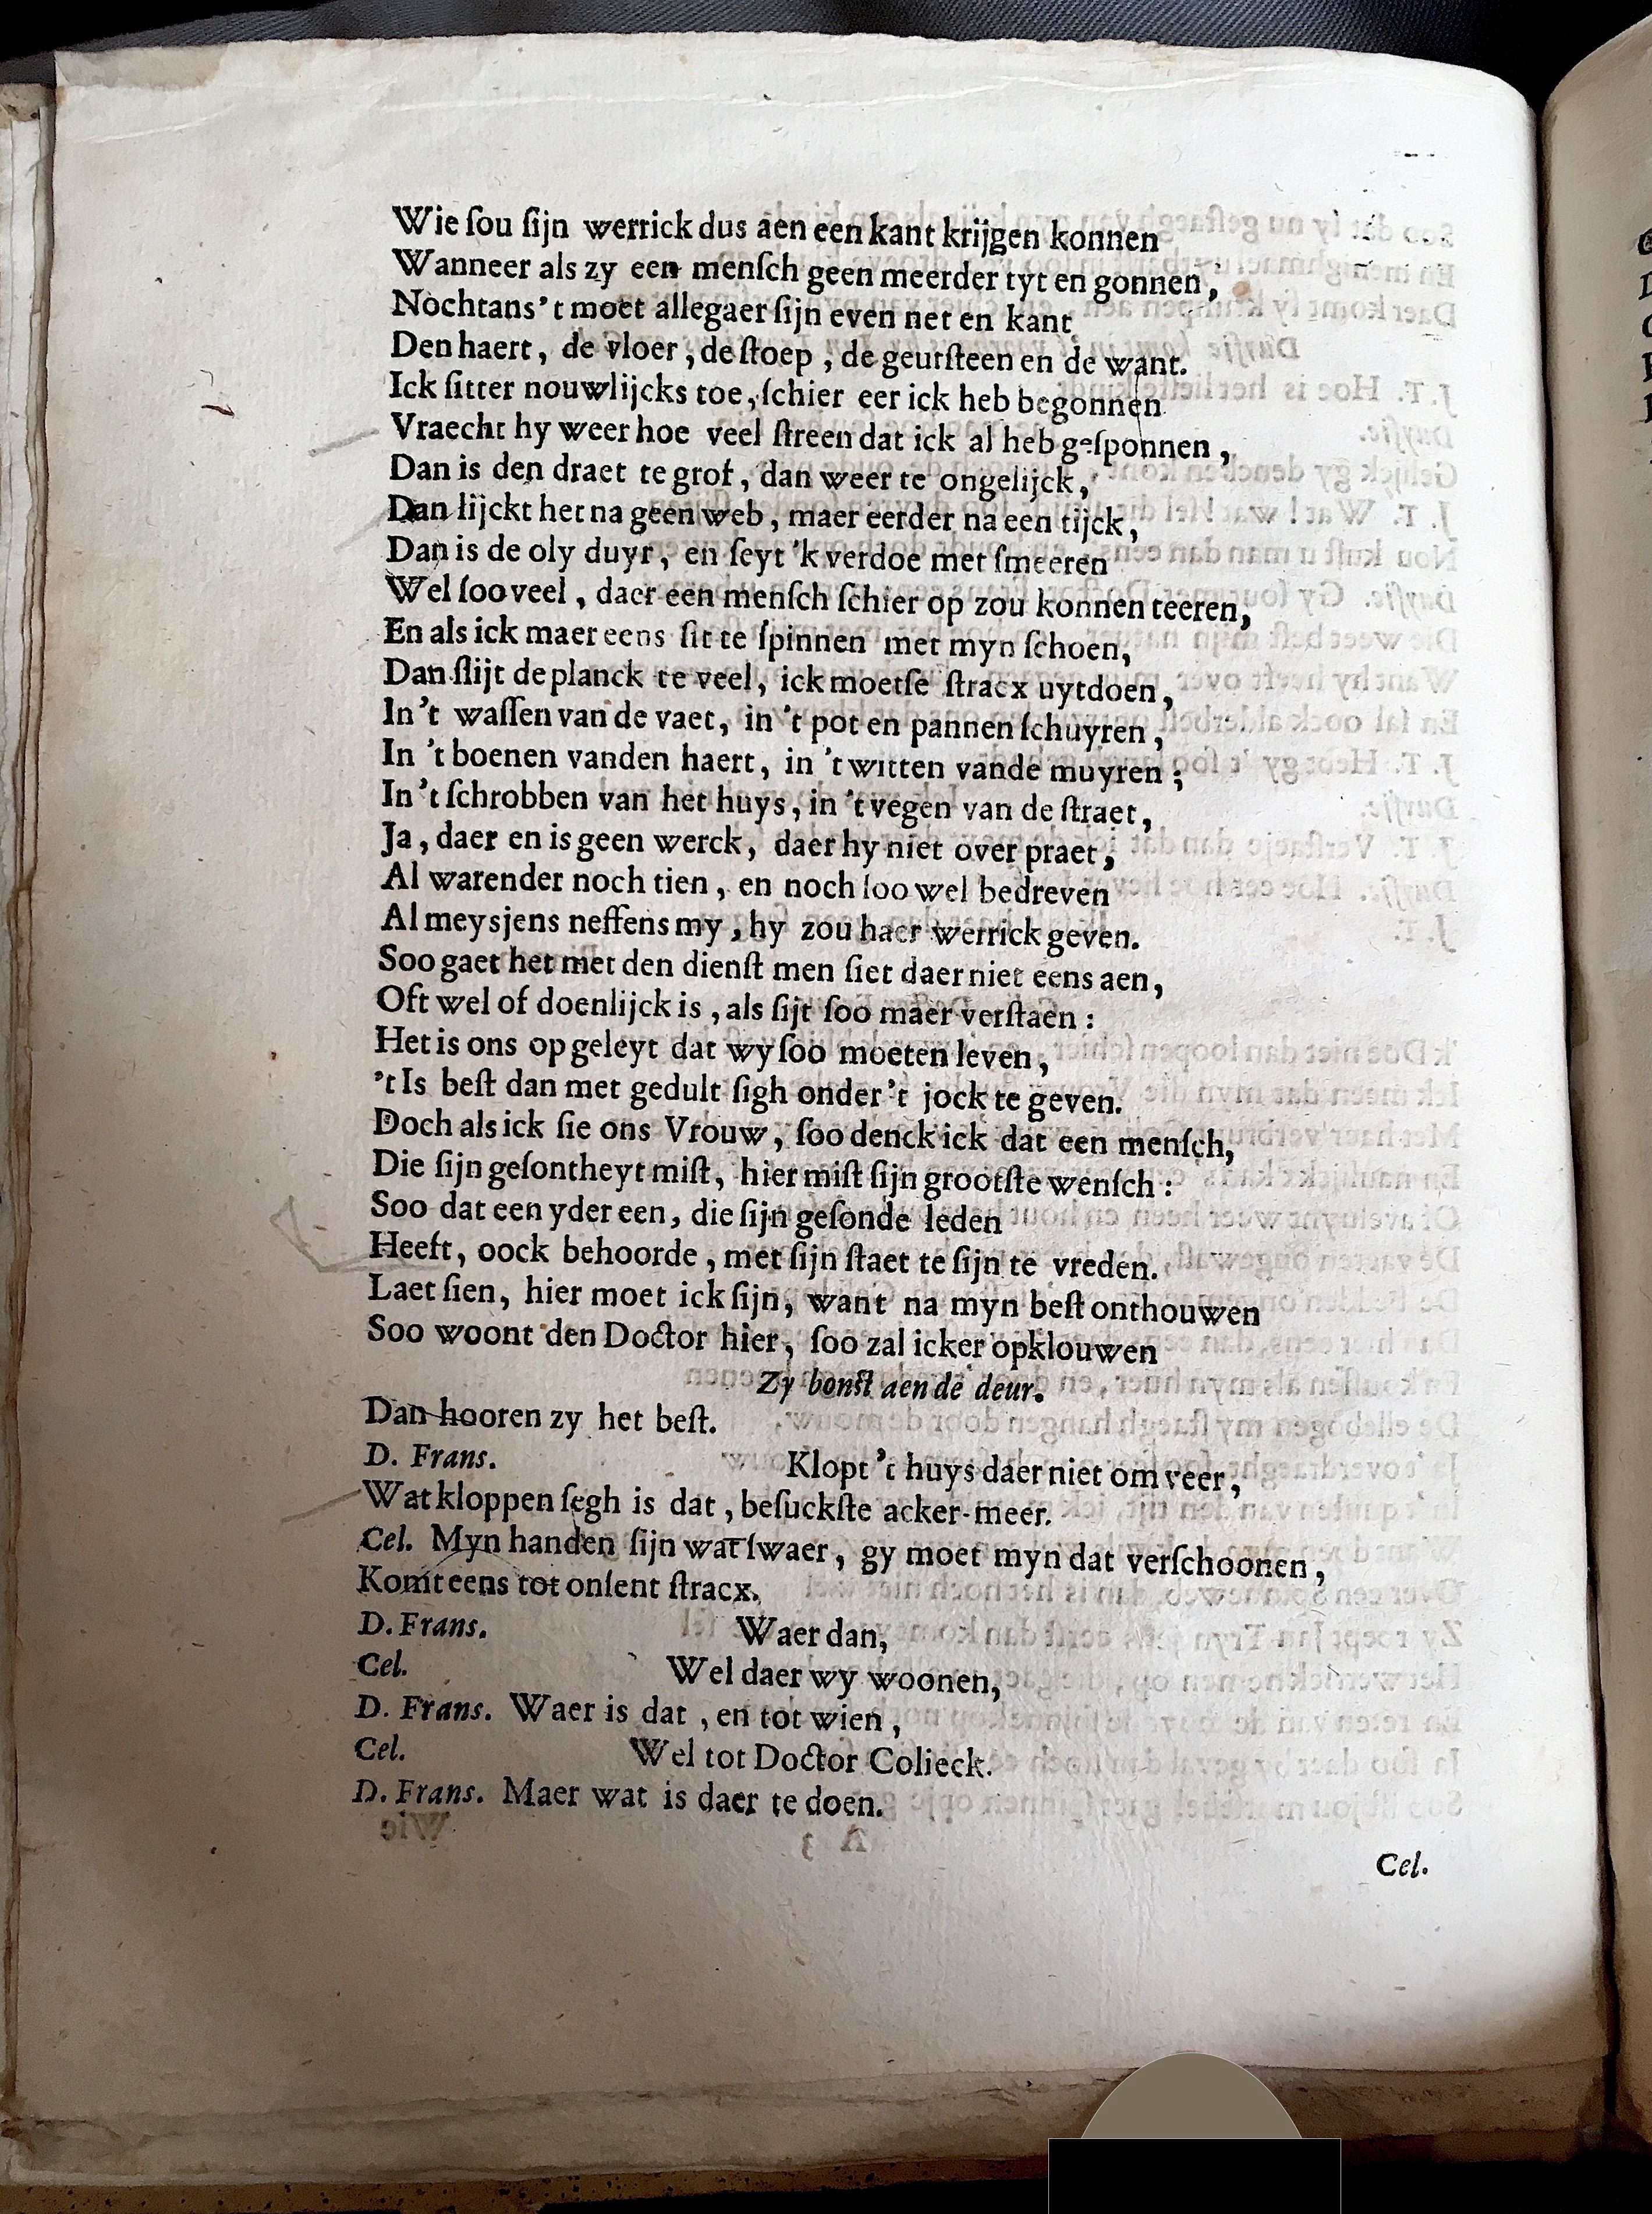 Wie ſou ſijn werrick dus aen een kant krijgen konnen
Wanneer als zy een menſch geen meerder tyt en gonnen,
Nochtans 't moet allegaer ſijn even net en kant
Den haert, de vloer, de ſtoep, de geutſteen en de want.
Ick ſitter nouwlijcks toe, ſchier eer ick heb begonnen
Vraecht hy weer hoe veel ſtreen dat ick al heb geſponnen,
Dan is den draet te grof, dan weer te ongelijck,
Dan lijckt het na geen web, maer eerder na een tijck,
Dan is de oly duyr, en ſeyt 'k verdoe met ſmeeren
Wel ſoo veel, daer een menſch ſchier op zou konnen teeren,
En als ick maer eens ſit te ſpinnen met myn ſchoen,
Dan ſlijt de planck te veel, ick moetſe ſtracx uytdoen,
In 't waſſen van de vaet, in 't pot en pannen ſchuyren,
In 't boenen vanden haert, in 't witten vande muyren;
In 't ſchrobben van het huys, in 't vegen van de ſtraet,
Ja, daer en is geen werck, daer hy niet over praet,
Al warender noch tien, en noch ſoo wel bedreven
Al meysjens neffens my, hy zou haer werrick geven.
Soo gaet het met den dienſt men ſiet daer niet eens aen,
Oft wel of doenlijck is, als ſijt ſoo maer verſtaen:
Het is ons op geleyt dat wy ſoo moeten leven,
't Is beſt dan met gedult ſigh onder 't jock te geven.
Doch als ick ſie ons Vrouw, ſoo denck ick dat een menſch,
Die ſijn geſontheyt miſt, hier miſt ſijn grootſte wenſch:
Soo dat een yder een, die ſijn geſonde leden
Heeft, oock behoorde, met ſijn ſtaet te ſijn te vreden.
Laet ſien, hier moet ick ſijn, want na myn beſt onthouwen
Soo woont den Doctor hier, ſoo zal icker opklouwen
Zy bonſt aen de deur.
Dan hooren zy het beſt.
D. Frans. Klopt 't huys daer niet om veer,
Wat kloppen ſegh is dat, beſuckſte acker-meer.
Cel. Myn handen ſijn wat ſwaer, gy moet myn dat verſchoonen,
Komt eens tot onſent ſtracx.
D. Frans. Waer dan,
Cel. Wel daer wy woonen,
D. Frans. Waer is dat, en tot wien,
Cel. Wel tot Doctor Colieck.
D. Frans. Maer wat is daer te doen.
Cel.